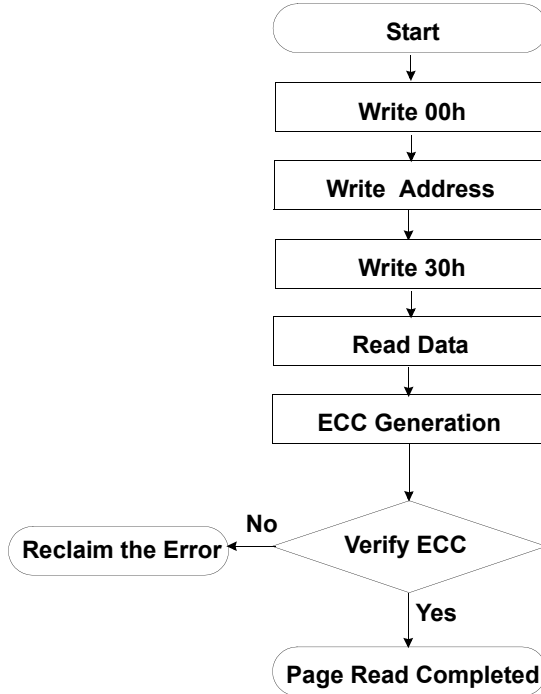 Start
Write 00h
Write Address
Write 30h
Read Data
ECC Generation
No
Reclaim the Error
Verify ECC
Yes
Page Read Completed